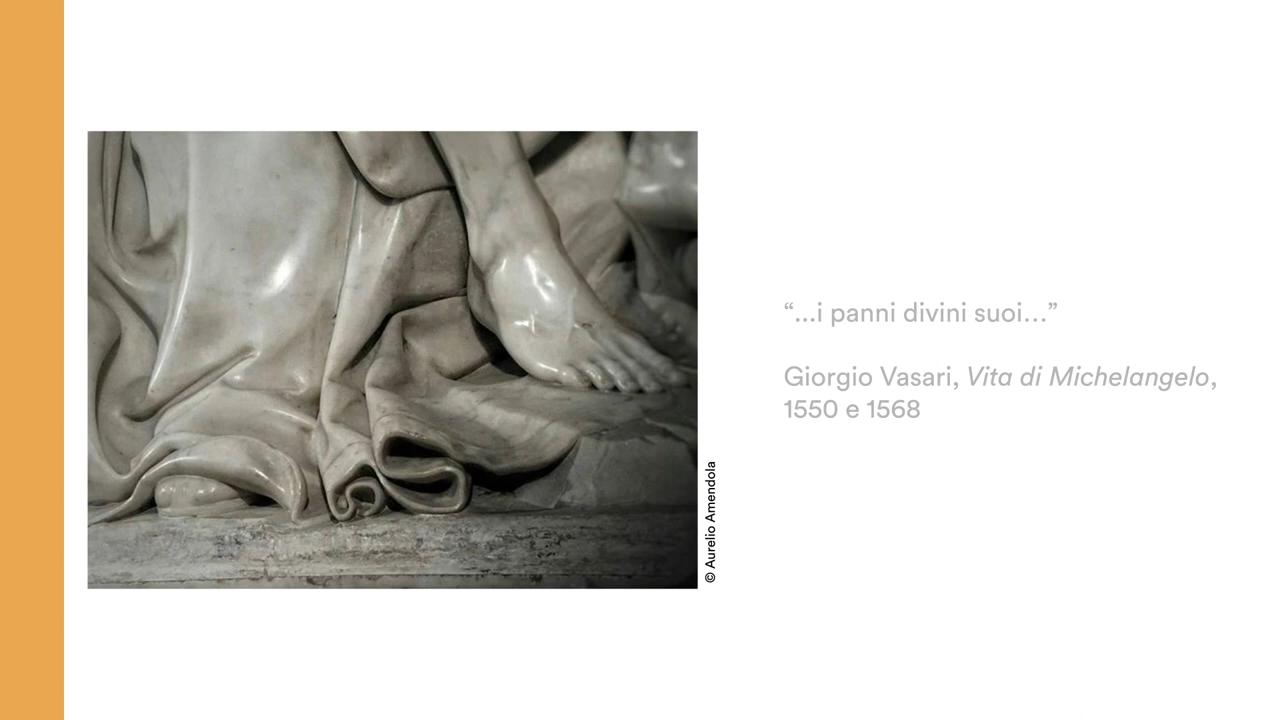 “...i panni divini suoi...”
Giorgio Vasari, Vita di Michelangelo,
1550 e 1568
© Aurelio Amendola